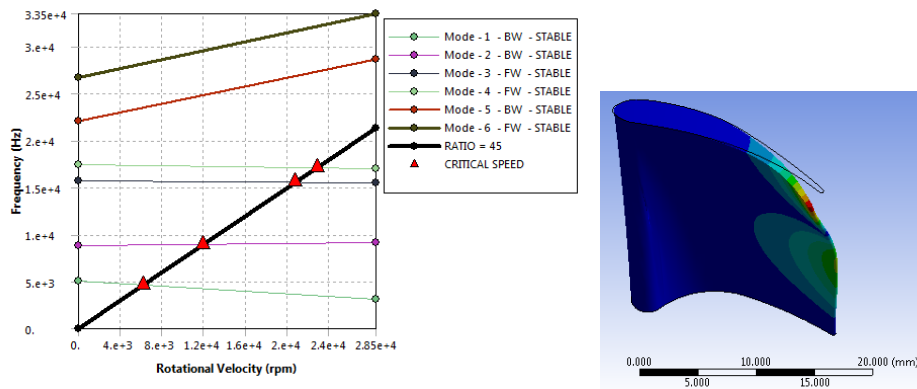 3.35e+4
3.e+4
2.5e+4
2.e+4
1.5e+4
1.e+4
5.e+3
0.
Frequency (Hz)
0.
4.e+3
8.e+3
1.2e+4
1.6e+4
2.e+4
2.4e+4
2.85e+4
Rotational Velocity (rpm)
Mode - 1 - BW - STABLE
Mode - 2 - BW - STABLE
Mode - 3 - FW - STABLE
Mode - 4 - FW - STABLE
Mode - 5 - BW - STABLE
Mode - 6 - FW - STABLE
RATIO = 45
CRITICAL SPEED
0.000
10.000
20.000 (mm)
5.000
15.000